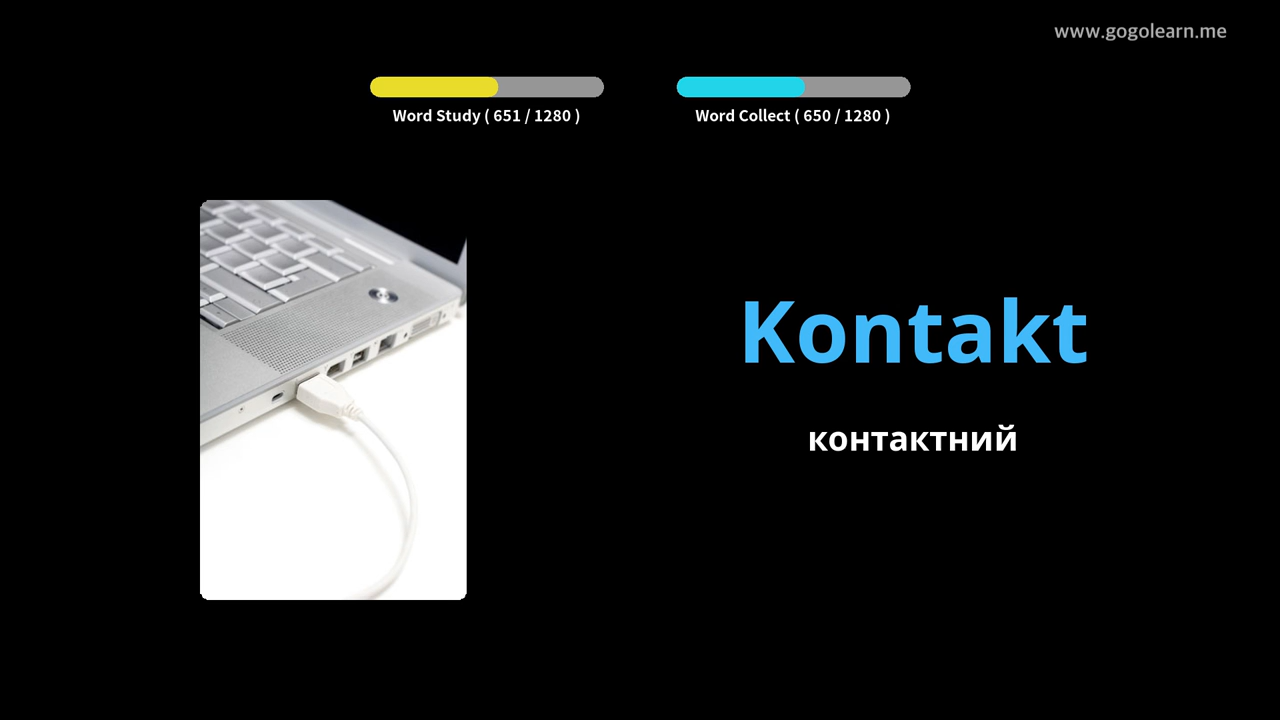 www.gogolearn.me
Word Study ( 651 / 1280 )
Word Collect ( 650 / 1280 )
Kontakt
контактний